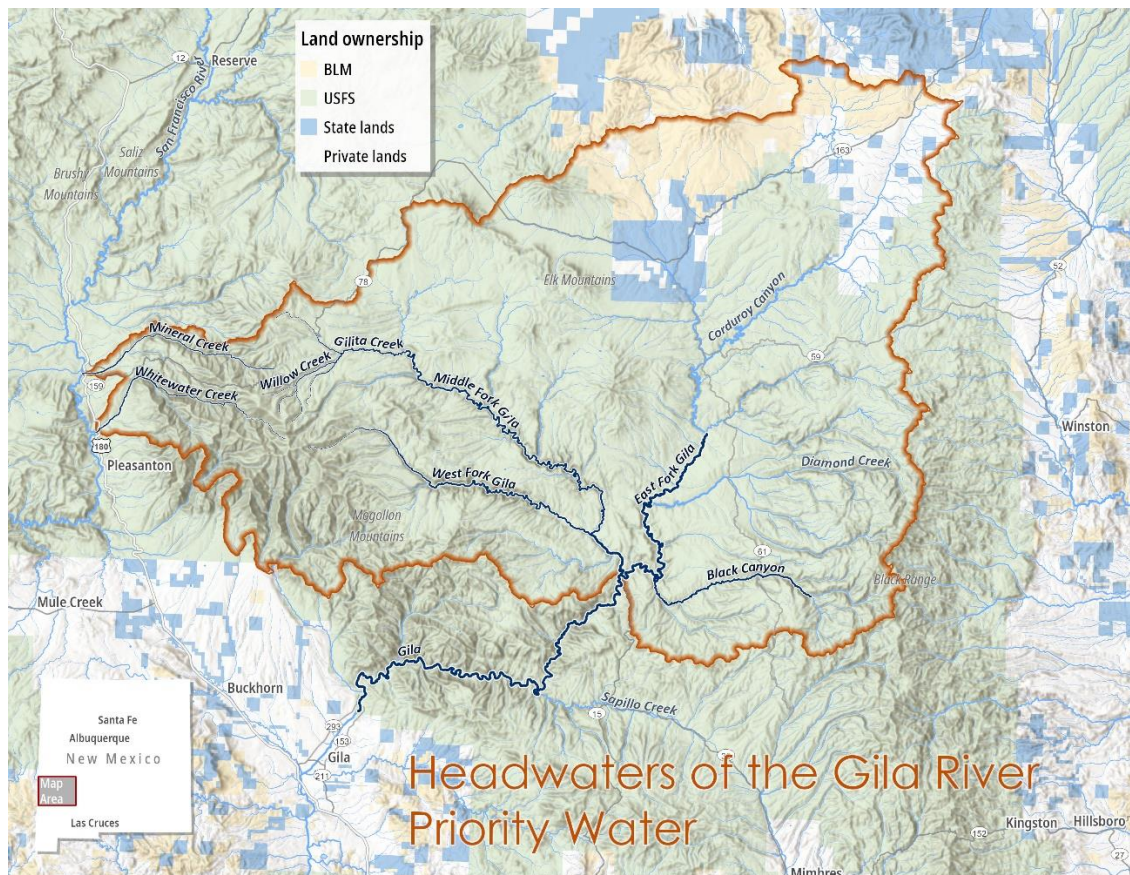 Land ownership
BLM
USFS
State lands
Private lands
12
Reserve
San Francisco River
Saliz
Mountains
Brushy
Mountains
163
52
Elk Mountains
78
Corduroy Canyon
Mineral Creek
Gilita Creek
59
Willow Creek
Middle Fork Gila
159
Whitewater Creek
Winston
180
Pleasanton
East Fork Gila
Diamond Creek
West Fork Gila
Mogollon
Mountains
61
Black Canyon
Black Range
Mule Creek
Gila
Buckhorn
Sapillo Creek
15
293
153
Gila
211
Santa Fe
Albuquerque
New Mexico
Map
Area
Las Cruces
Headwaters of the Gila River
Priority Water
Kingston
Hillsboro
152
27
Mimbres